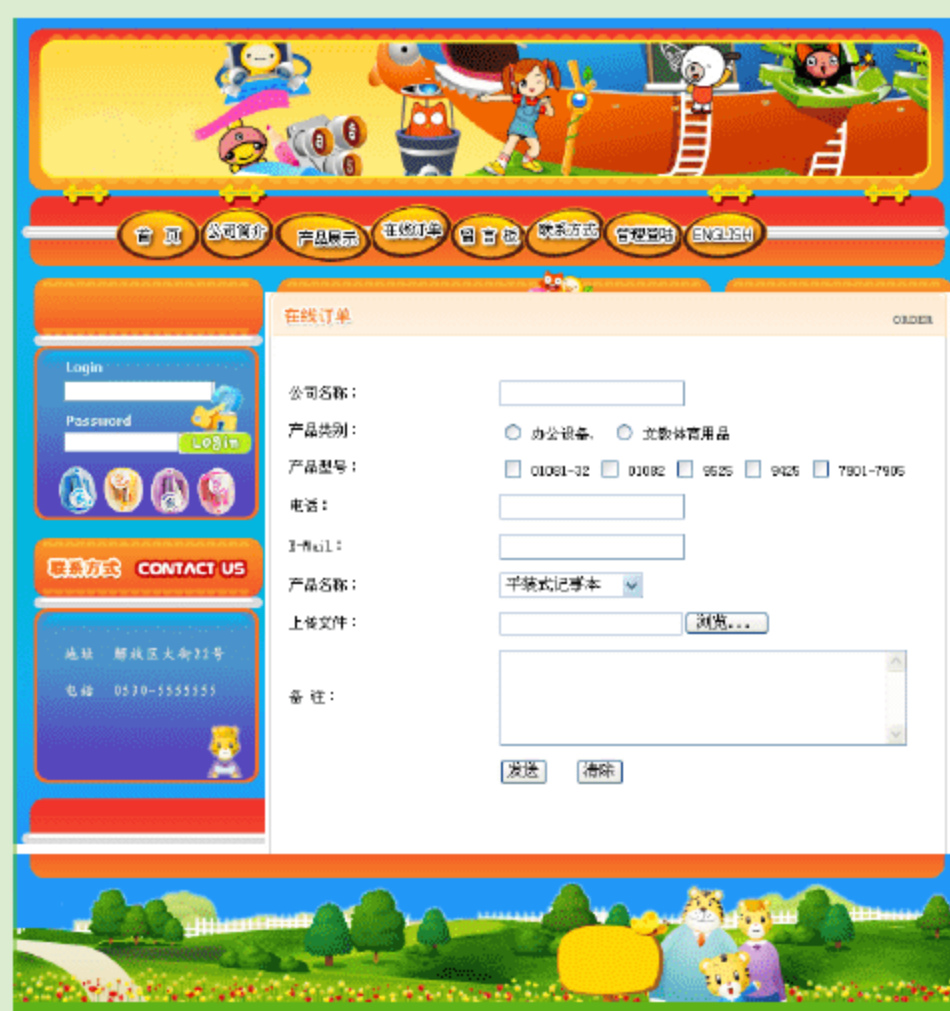 首 页 公司简介 产品展示 在线订单 留言板 联系方式 管理登陆 ENGLISH
在线订单
ORDER
Login
Password
Login
公司名称：
产品类别： 办公设备. 文教体育用品
产品型号： 01081-32 01082 9525 9425 7901-7905
电话：
E-Mail：
联系方式 CONTACT US
产品名称： 平装式记事本
上传文件： 浏览...
地址 解放区大街22号
电话 0530-5555555
备 注：
发送 清除